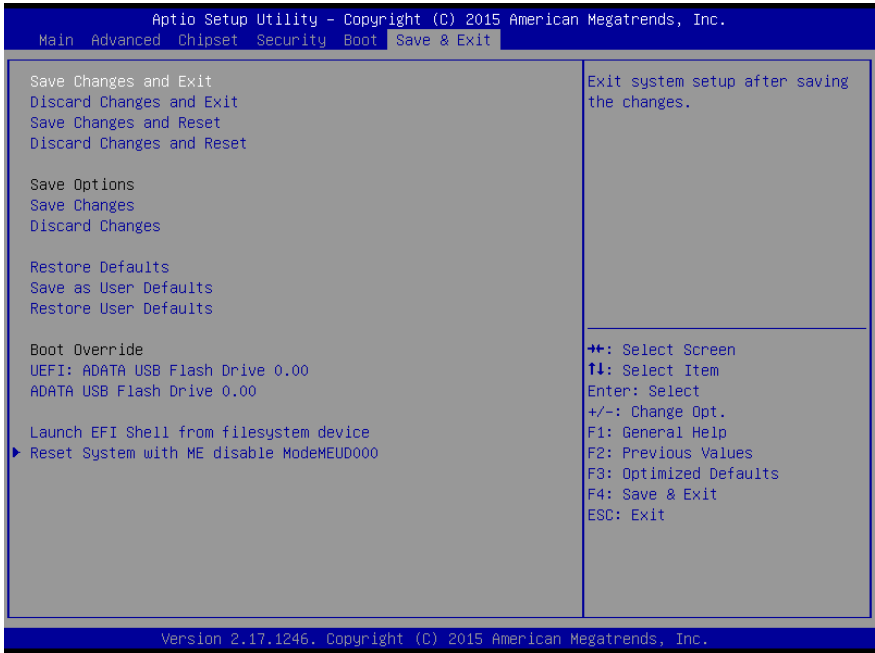 Aptio Setup Utility – Copyright (C) 2015 American Megatrends, Inc.
Main Advanced Chipset Security Boot Save & Exit
Save Changes and Exit
Discard Changes and Exit
Save Changes and Reset
Discard Changes and Reset
Save Options
Save Changes
Discard Changes
Restore Defaults
Save as User Defaults
Restore User Defaults
Boot Override
UEFI: ADATA USB Flash Drive 0.00
ADATA USB Flash Drive 0.00
Launch EFI Shell from filesystem device
Reset System with ME disable ModeMEUD000
Exit system setup after saving
the changes.
→←: Select Screen
↑↓: Select Item
Enter: Select
+/-: Change Opt.
F1: General Help
F2: Previous Values
F3: Optimized Defaults
F4: Save & Exit
ESC: Exit
Version 2.17.1246. Copyright (C) 2015 American Megatrends, Inc.